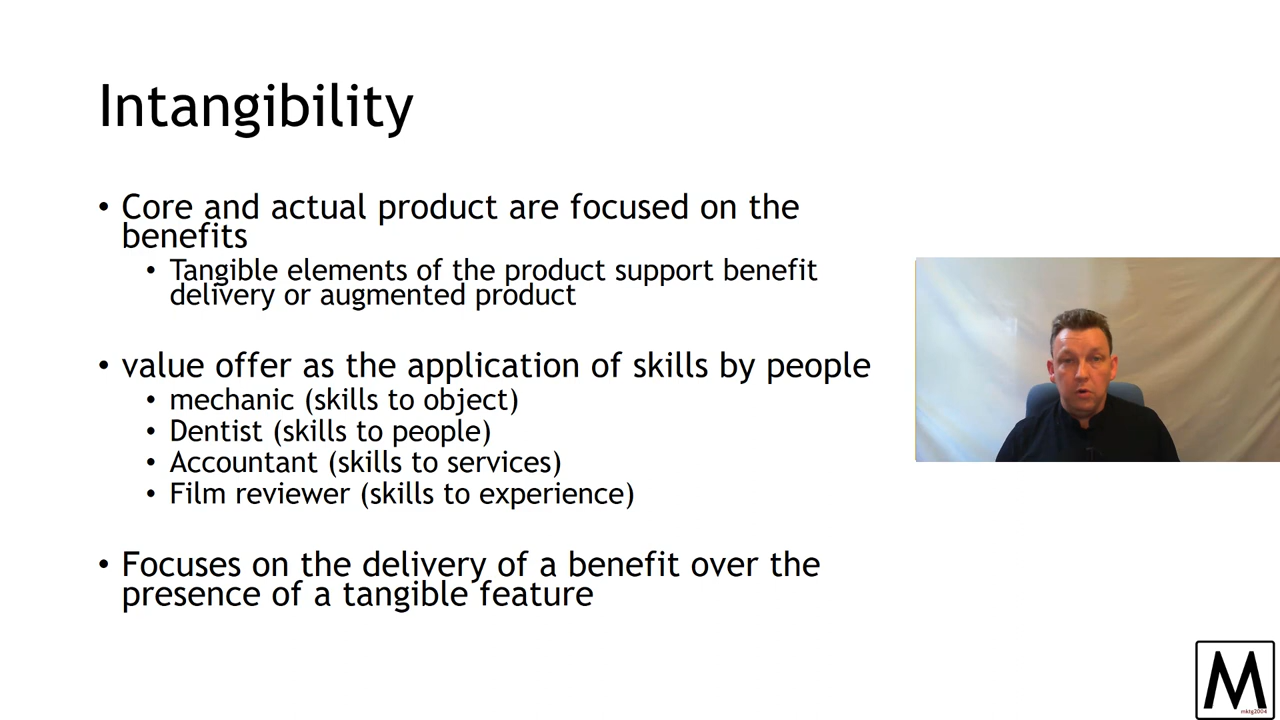 Intangibility
• Core and actual product are focused on the
benefits
• Tangible elements of the product support benefit
delivery or augmented product
• value offer as the application of skills by people
• mechanic (skills to object)
• Dentist (skills to people)
• Accountant (skills to services)
• Film reviewer (skills to experience)
• Focuses on the delivery of a benefit over the
presence of a tangible feature
M
mktg2004